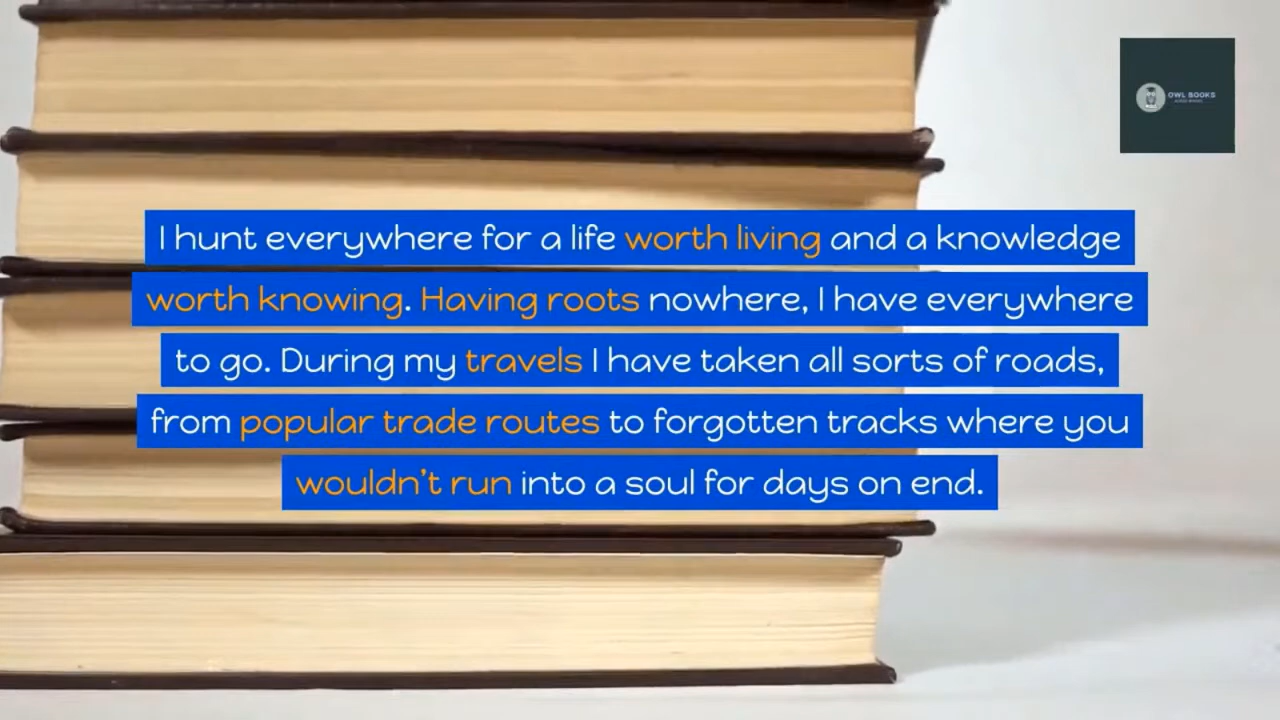 OWL BOOKS
I hunt everywhere for a life worth living and a knowledge
worth knowing. Having roots nowhere, I have everywhere
to go. During my travels I have taken all sorts of roads,
from popular trade routes to forgotten tracks where you
wouldn’t run into a soul for days on end.